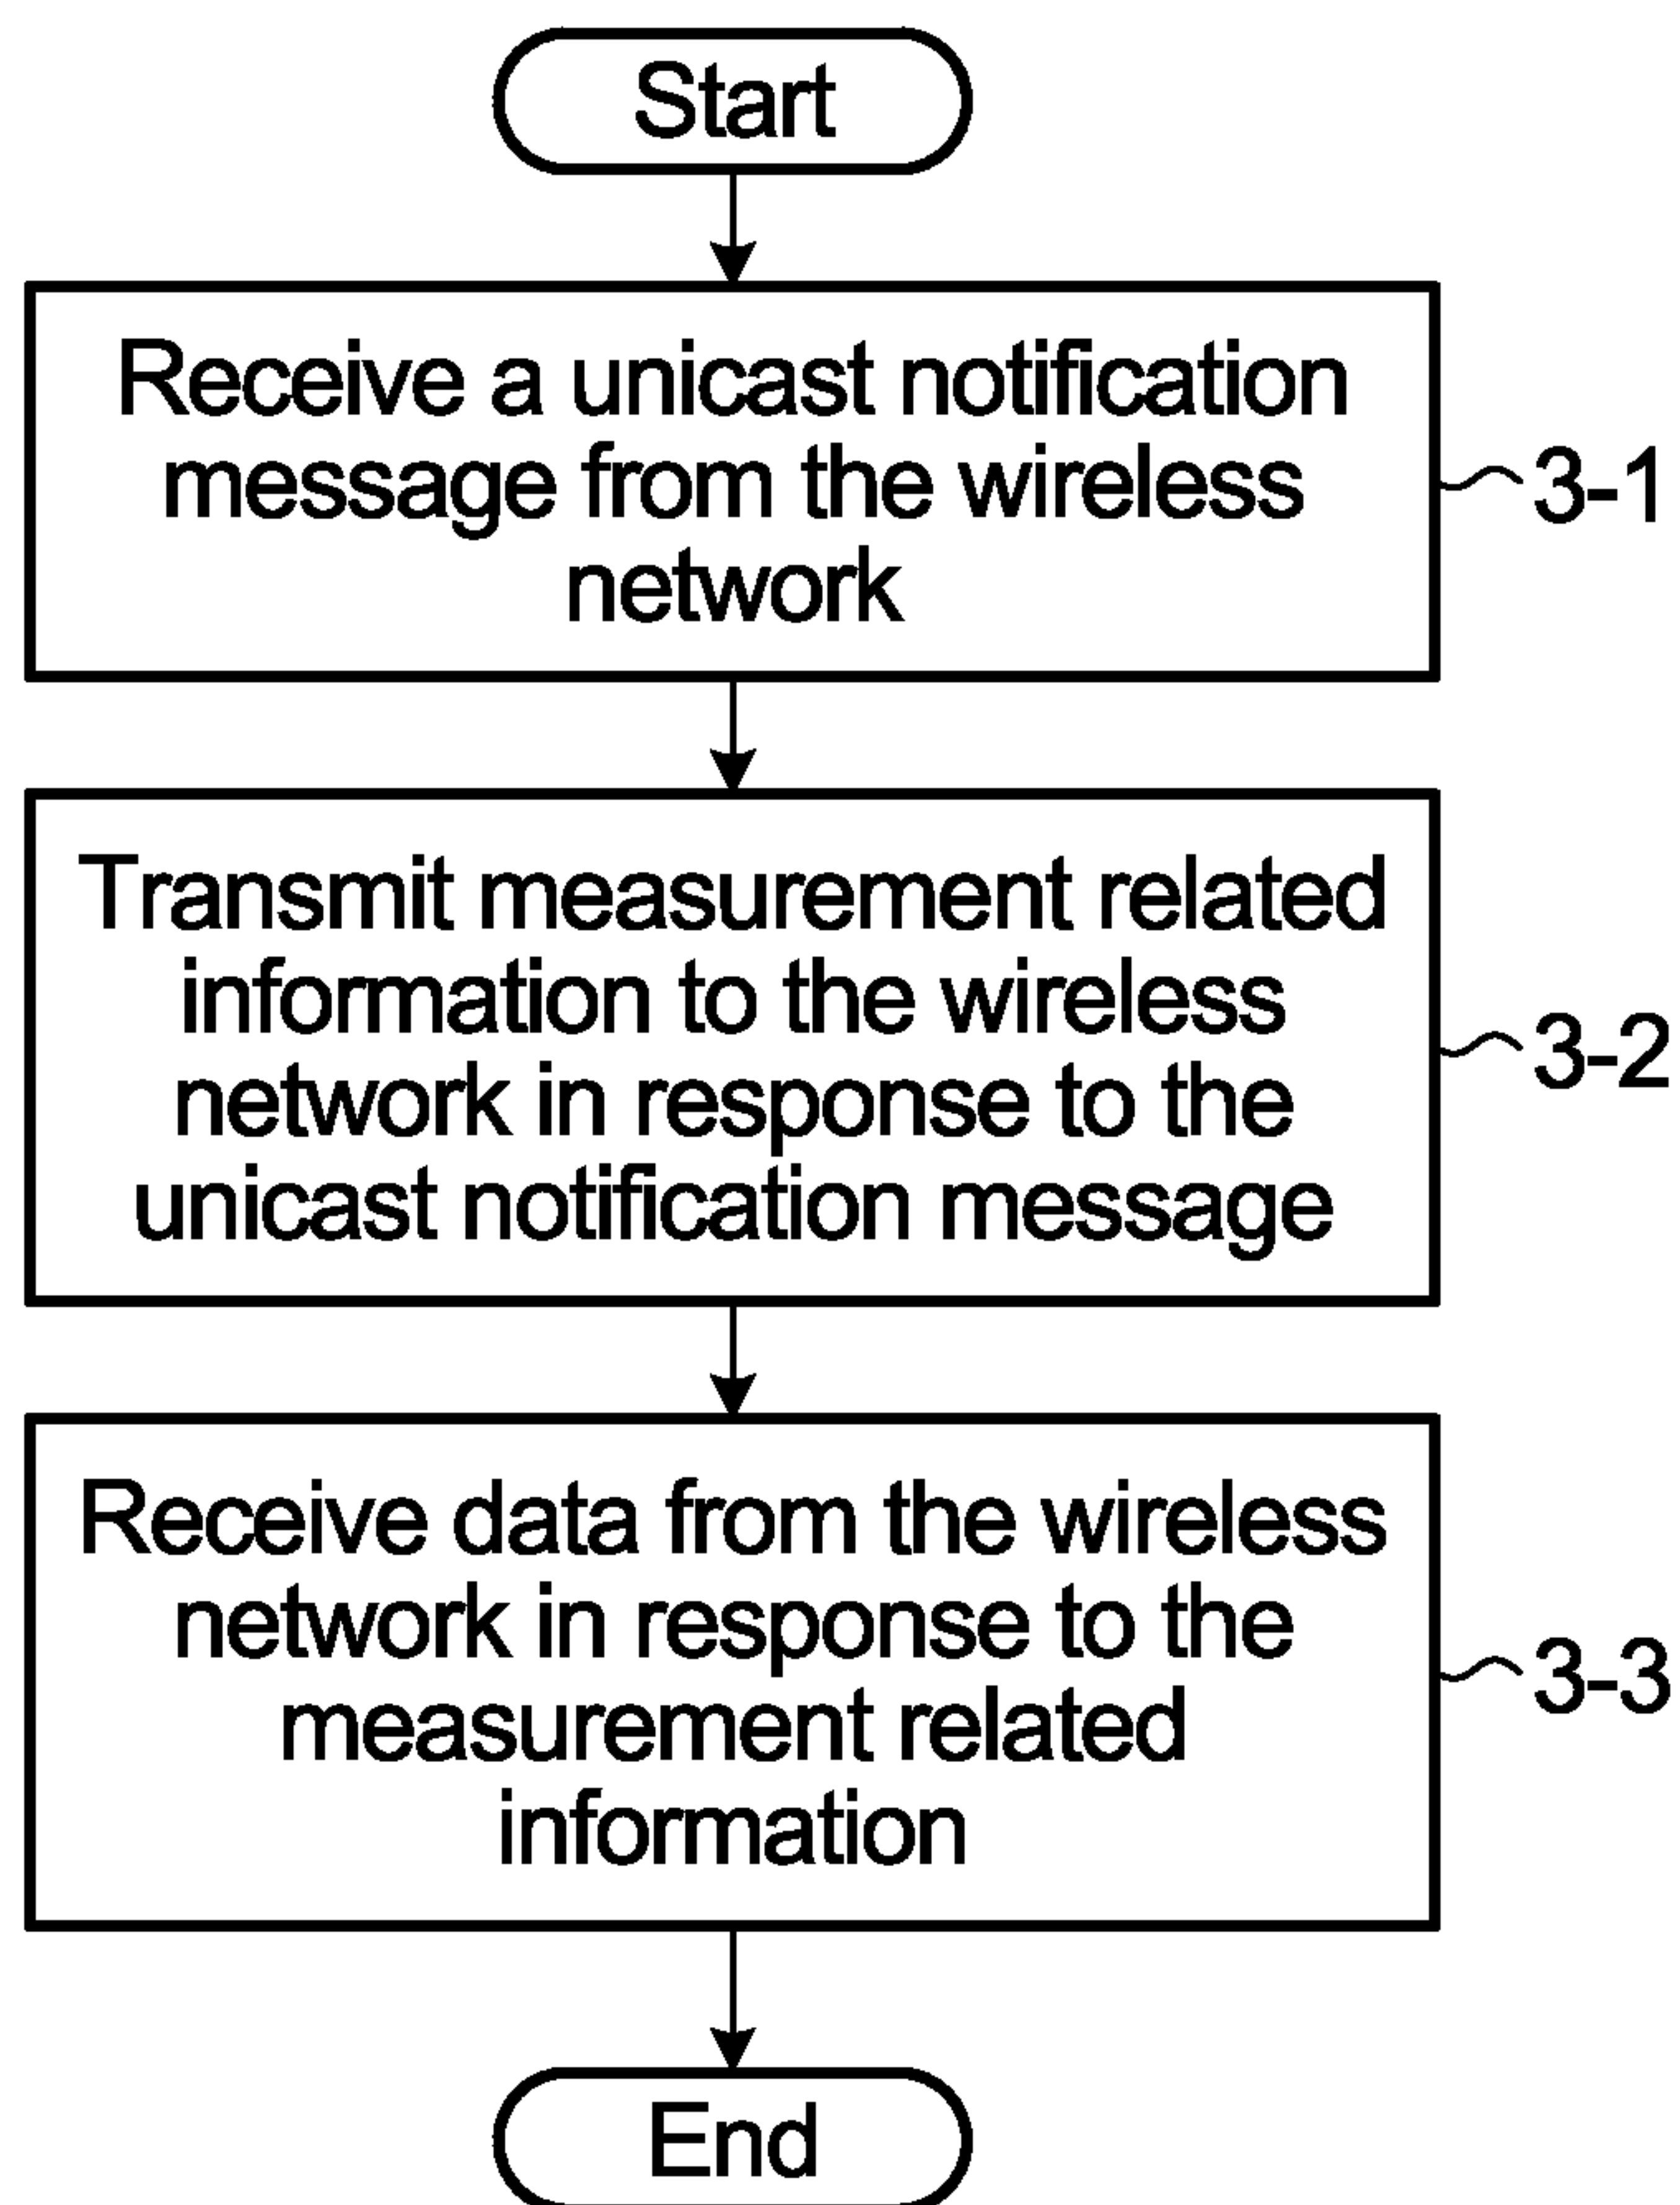 Start
Receive a unicast notification
message from the wireless
network
3-1
Transmit measurement related
information to the wireless
network in response to the
unicast notification message
3-2
Receive data from the wireless
network in response to the
measurement related
information
3-3
End